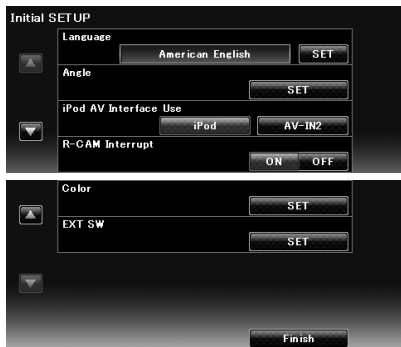 Initial SETUP
Language
American English SET
Angle
SET
iPod AV Interface Use
iPod AV-IN2
R-CAM Interrupt
ON OFF
Color
SET
EXT SW
SET
Finish